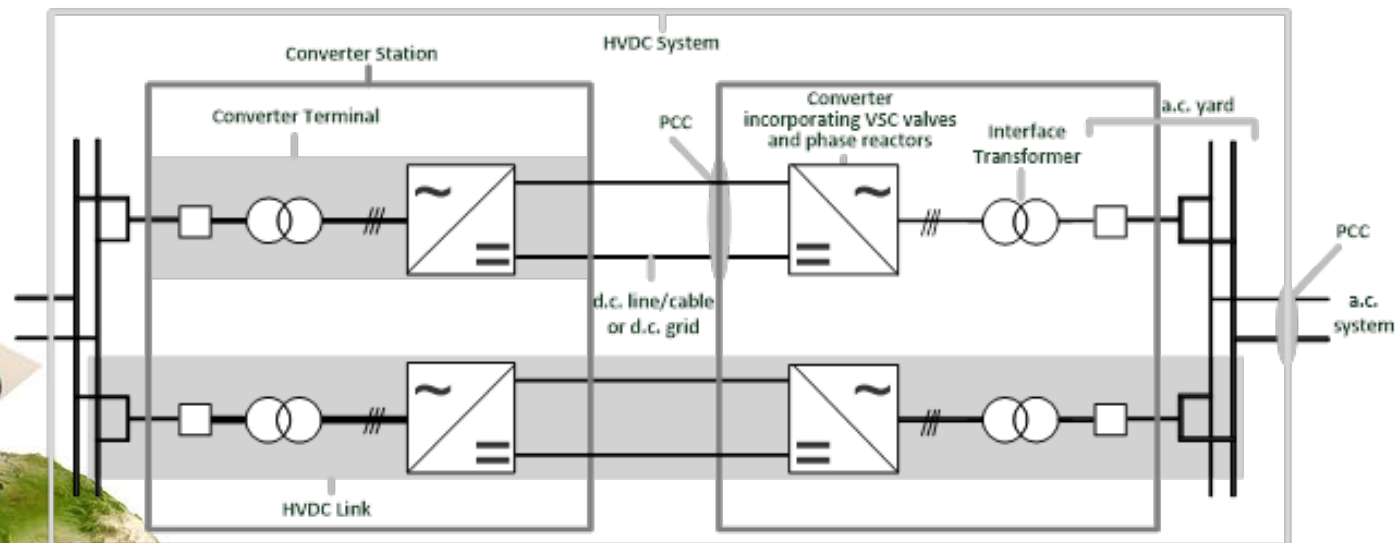 HVDC System
Converter Station
Converter Terminal
PCC
Converter
incorporating VSC valves
and phase reactors
Interface
Transformer
a.c. yard
PCC
a.c.
system
d.c. line/cable
or d.c. grid
HVDC Link